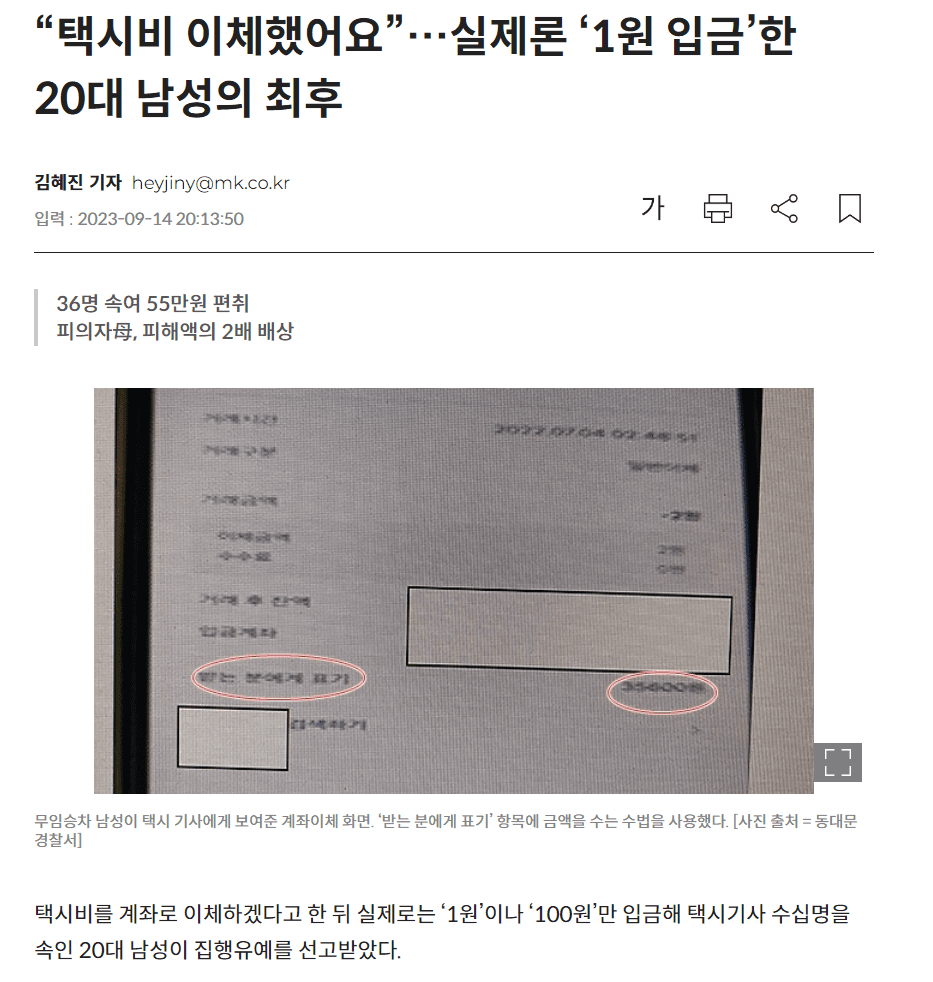 “택시비 이체했어요”…실제론 ‘1원 입금’한
20대 남성의 최후
김혜진 기자 heyjiny@mk.co.kr
입력 : 2023-09-14 20:13:50
가
36명 속여 55만원 편취
피의자母, 피해액의 2배 배상
거래시간
2022.07.04 02:48:51
거래구분
일반이체
거래금액
-2원
이체금액
2원
수수료
0원
거래 후 잔액
입금계좌
받는 분에게 표기
35600원
검색하기
무임승차 남성이 택시 기사에게 보여준 계좌이체 화면. ‘받는 분에게 표기’ 항목에 금액을 수는 수법을 사용했다. [사진 출처 = 동대문
경찰서]
택시비를 계좌로 이체하겠다고 한 뒤 실제로는 ‘1원’이나 ‘100원’만 입금해 택시기사 수십명을
속인 20대 남성이 집행유예를 선고받았다.